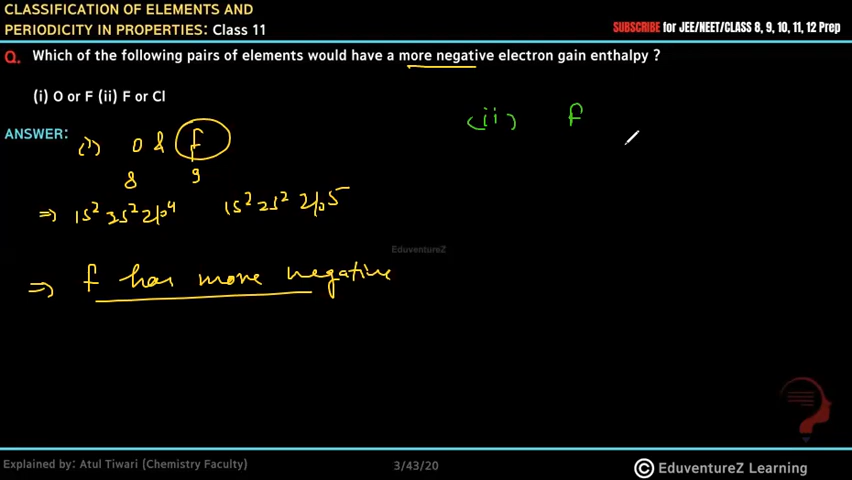 CLASSIFICATION OF ELEMENTS AND
PERIODICITY IN PROPERTIES: Class 11
SUBSCRIBE for JEE/NEET/CLASS 8, 9, 10, 11, 12 Prep
Q. Which of the following pairs of elements would have a more negative electron gain enthalpy ?
(i) O or F (ii) F or Cl
ANSWER:
(i) O & f
8 9
⇒ 1s² 2s² 2p⁴ 1s² 2s² 2p⁵
⇒ f has more negative
(ii) f
EduventureZ
Explained by: Atul Tiwari (Chemistry Faculty)
3/43/20
© EduventureZ Learning